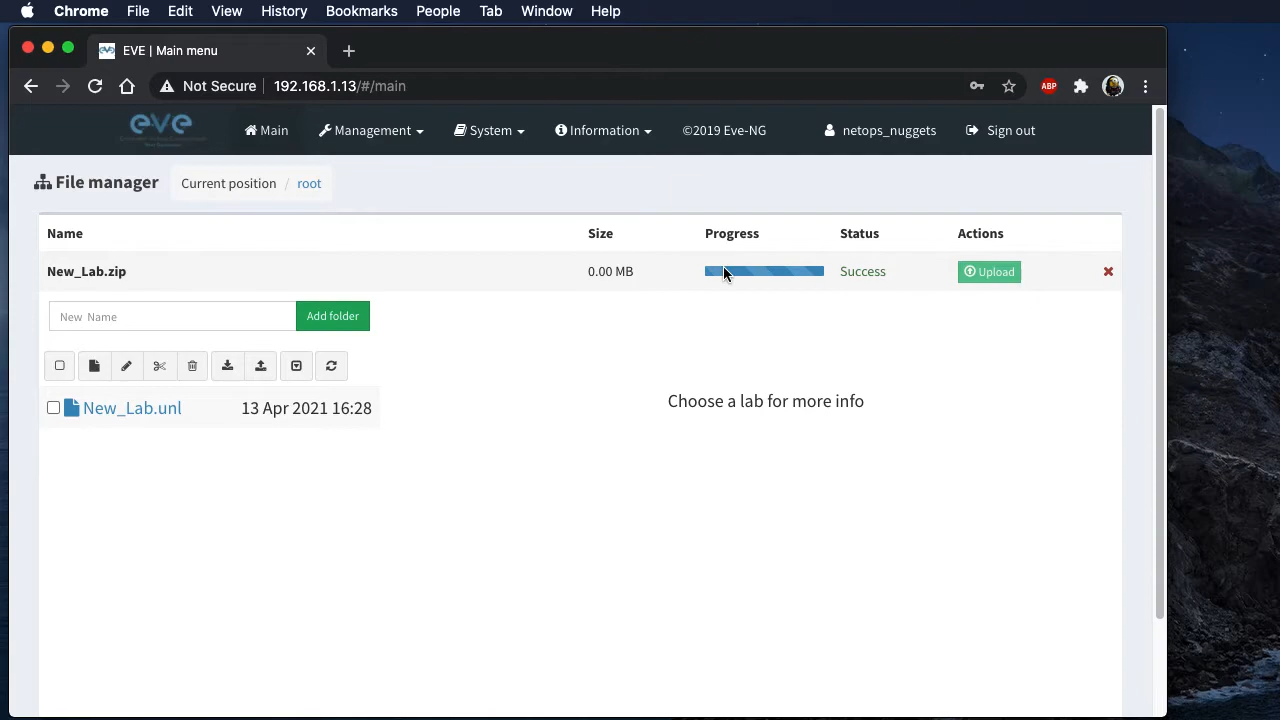 Chrome File Edit View History Bookmarks People Tab Window Help
EVE | Main menu
Not Secure 192.168.1.13/#/main ABP
eve Main Management System Information ©2019 Eve-NG netops_nuggets Sign out
File manager Current position / root
Name Size Progress Status Actions
New_Lab.zip 0.00 MB Success Upload
New Name Add folder
New_Lab.unl 13 Apr 2021 16:28
Choose a lab for more info